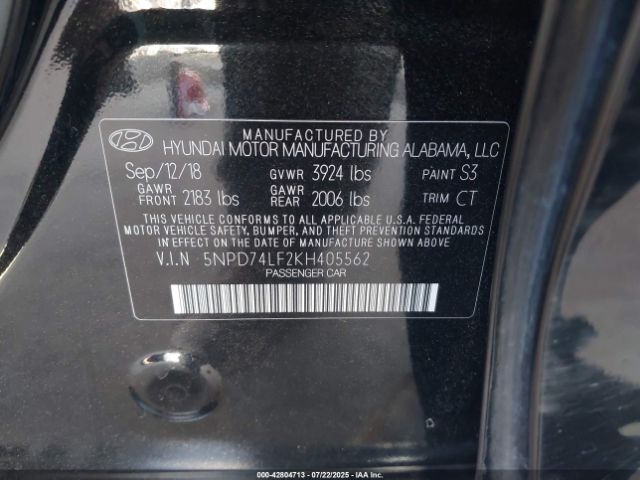 MANUFACTURED BY
HYUNDAI MOTOR MANUFACTURING ALABAMA, LLC
Sep/12/18 GVWR 3924 lbs PAINT S3
GAWR FRONT 2183 lbs GAWR REAR 2006 lbs TRIM CT
THIS VEHICLE CONFORMS TO ALL APPLICABLE U.S.A. FEDERAL
MOTOR VEHICLE SAFETY, BUMPER, AND THEFT PREVENTION STANDARDS
IN EFFECT ON THE DATE OF MANUFACTURE SHOWN ABOVE.
V.I.N 5NPD74LF2KH405562
PASSENGER CAR
000-42804713 07/22/2025 - IAAI.COM